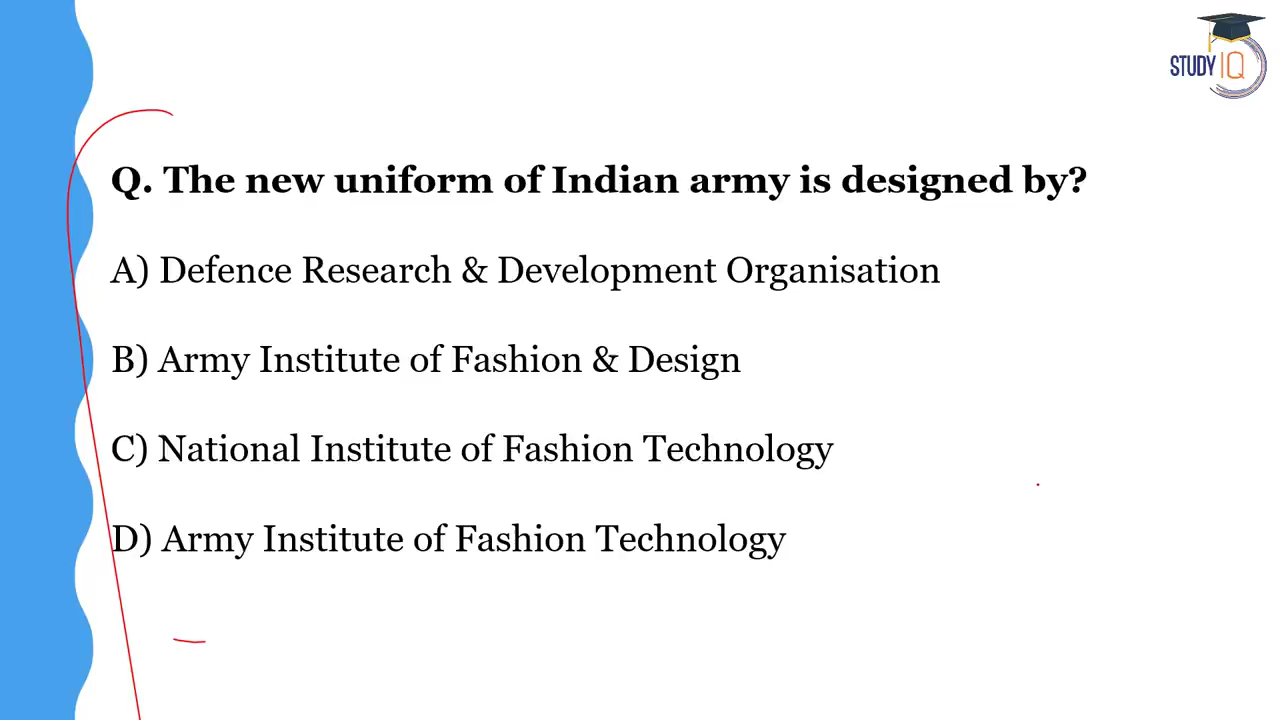 STUDY IQ
Q. The new uniform of Indian army is designed by?
A) Defence Research & Development Organisation
B) Army Institute of Fashion & Design
C) National Institute of Fashion Technology
D) Army Institute of Fashion Technology